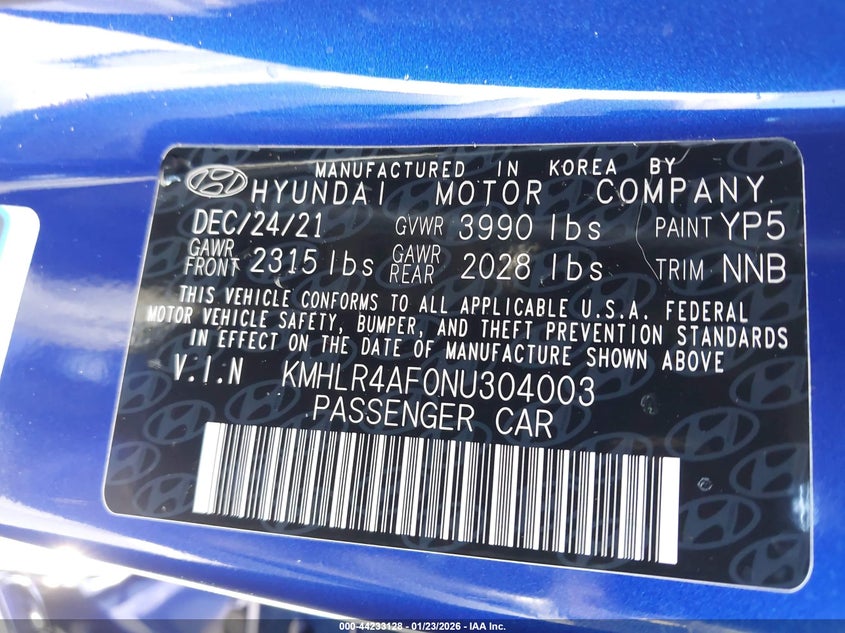 MANUFACTURED IN KOREA BY
HYUNDAI MOTOR COMPANY
DEC/24/21 GVWR 3990 lbs PAINT YP5
GAWR FRONT 2315 lbs GAWR REAR 2028 lbs TRIM NNB
THIS VEHICLE CONFORMS TO ALL APPLICABLE U.S.A. FEDERAL
MOTOR VEHICLE SAFETY, BUMPER, AND THEFT PREVENTION STANDARDS
IN EFFECT ON THE DATE OF MANUFACTURE SHOWN ABOVE
V.I.N KMHLR4AF0NU304003
PASSENGER CAR
000-44233128 - 01/23/2026 - IAA Inc.